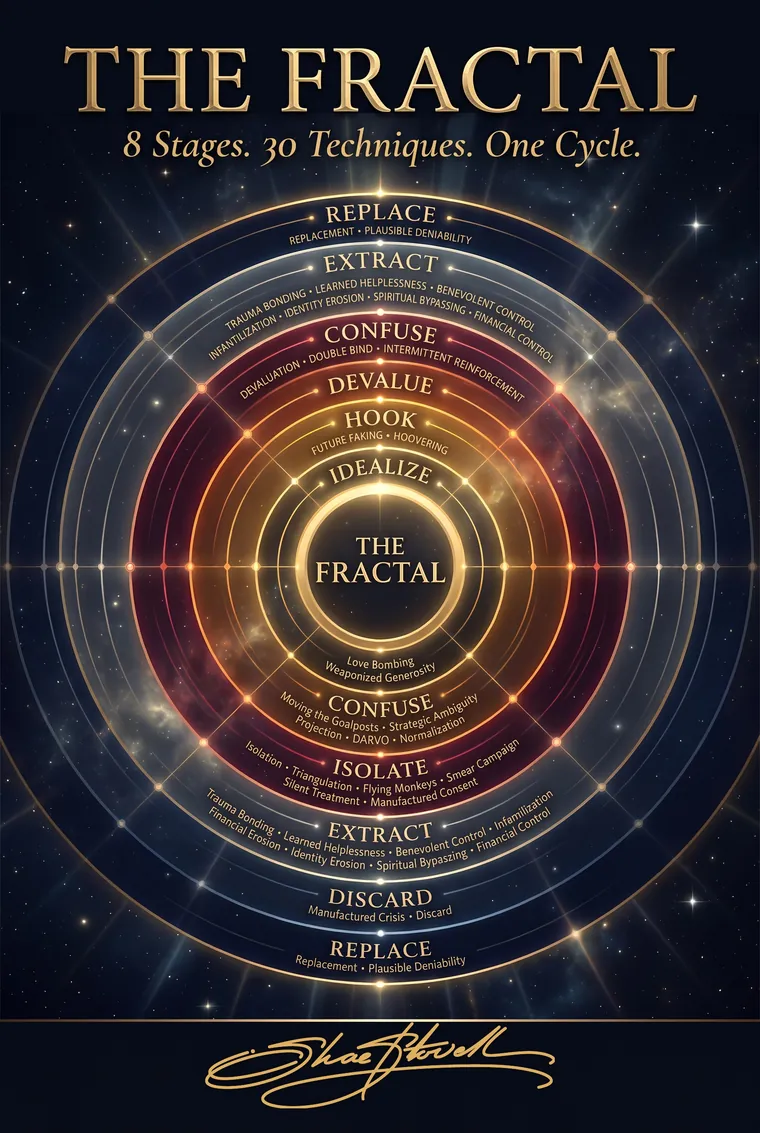 THE FRACTAL
8 Stages. 30 Techniques. One Cycle.
REPLACE
REPLACEMENT • PLAUSIBLE DENIABILITY
EXTRACT
TRAUMA BONDING • LEARNED HELPLESSNESS • BENEVOLENT CONTROL
INFANTILIZATION • IDENTITY EROSION • SPIRITUAL BYPASSING • FINANCIAL CONTROL
CONFUSE
DEVALUATION • DOUBLE BIND • INTERMITTENT REINFORCEMENT
DEVALUE
HOOK
FUTURE FAKING • HOOVERING
IDEALIZE
THE
FRACTAL
Love Bombing
Weaponized Generosity
CONFUSE
Moving the Goalposts • Strategic Ambiguity
Projection • DARVO • Normalization
ISOLATE
Isolation • Triangulation • Flying Monkeys • Smear Campaign
Silent Treatment • Manufactured Consent
EXTRACT
Trauma Bonding • Learned Helplessness • Benevolent Control • Infamilization
Financial Erosion • Identity Erosion • Spiritual Bypaszing • Financial Control
DISCARD
Manufactured Crisis • Discard
REPLACE
Replacement • Plausible Deniability
Shae